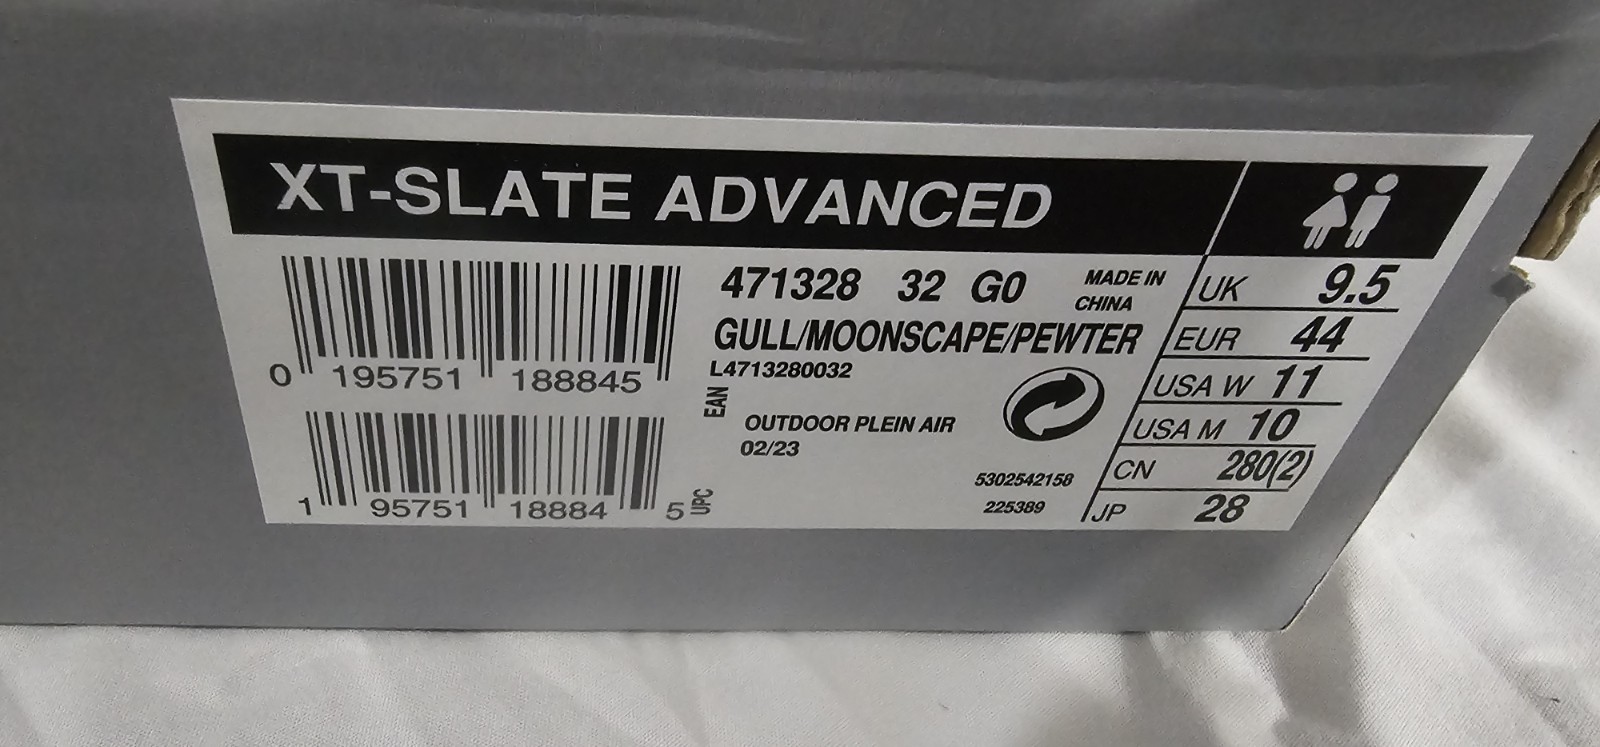 XT-SLATE ADVANCED
0 195751 188845
EAN
1 95751 18884 5
UPC
471328 32 G0
MADE IN
CHINA
GULL/MOONSCAPE/PEWTER
L4713280032
OUTDOOR PLEIN AIR
02/23
5302542158
225389
UK 9.5
EUR 44
USA W 11
USA M 10
CN 280(2)
JP 28